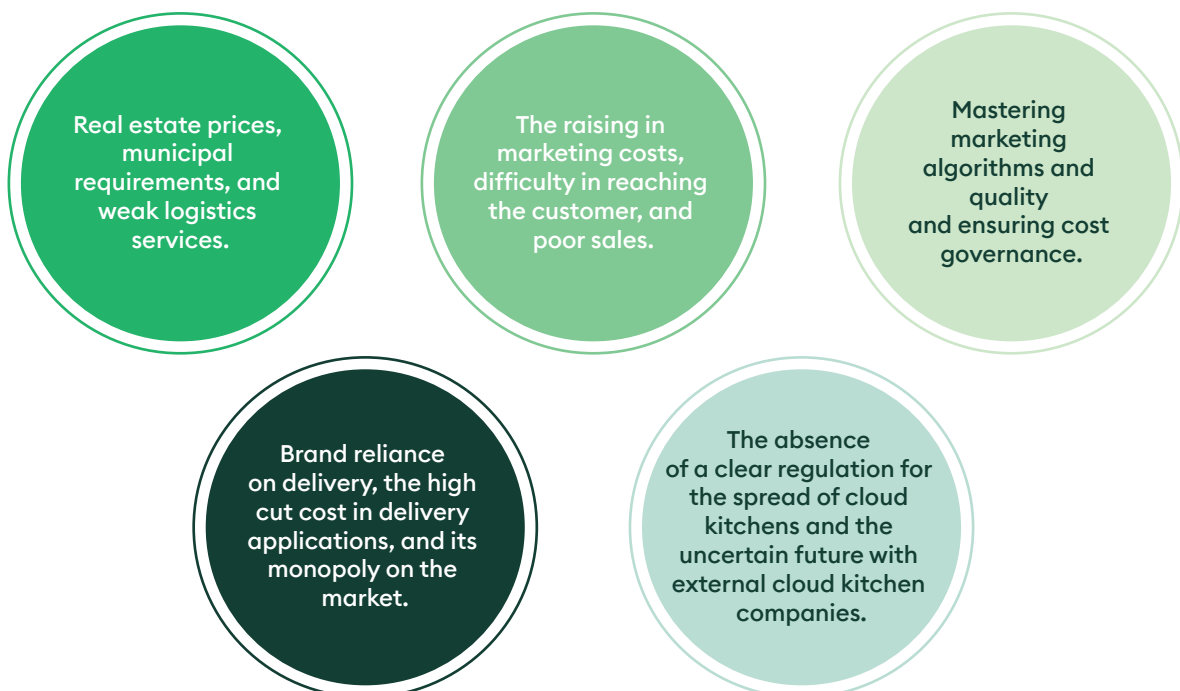 Real estate prices,
municipal
requirements, and
weak logistics
services.
The raising in
marketing costs,
difficulty in reaching
the customer, and
poor sales.
Mastering
marketing
algorithms and
quality
and ensuring cost
governance.
Brand reliance
on delivery, the high
cut cost in delivery
applications, and its
monopoly on the
market.
The absence
of a clear regulation for
the spread of cloud
kitchens and the
uncertain future with
external cloud kitchen
companies.